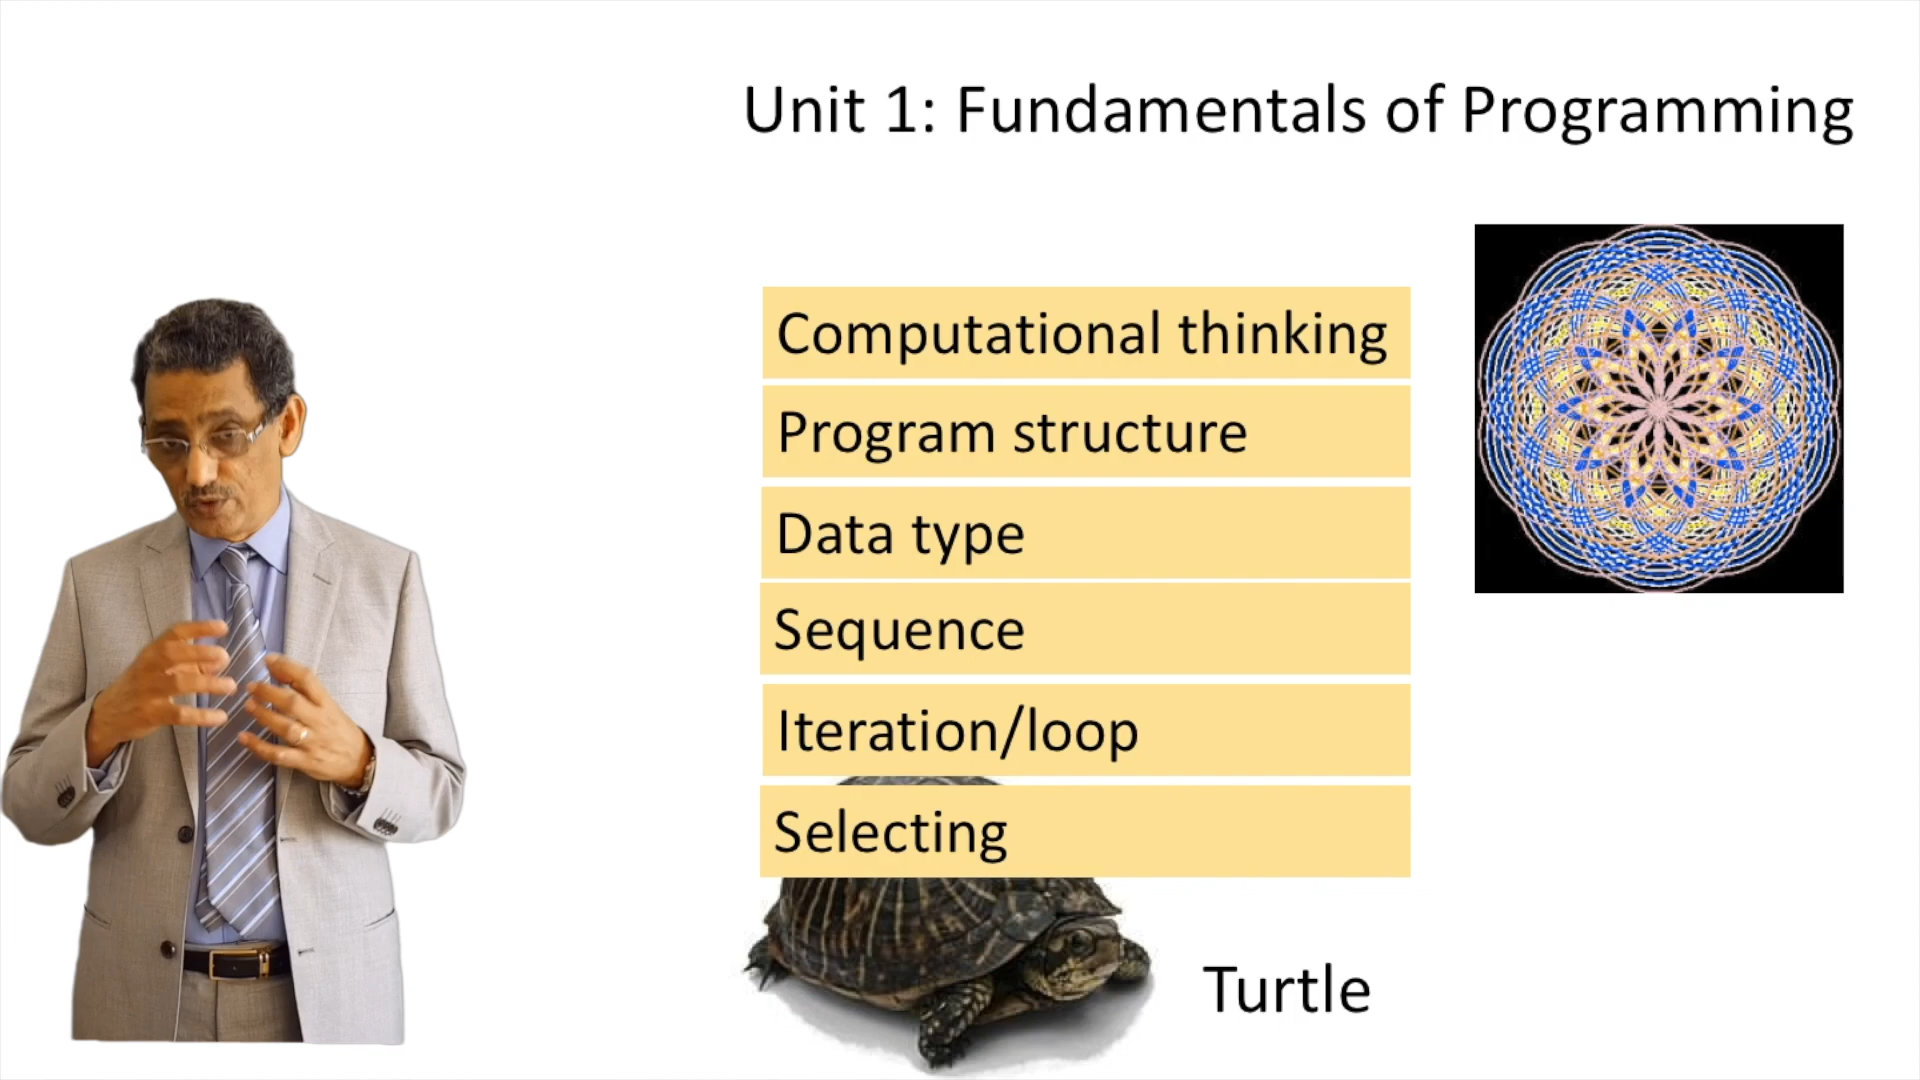 Unit 1: Fundamentals of Programming
Computational thinking
Program structure
Data type
Sequence
Iteration/loop
Selecting
Turtle